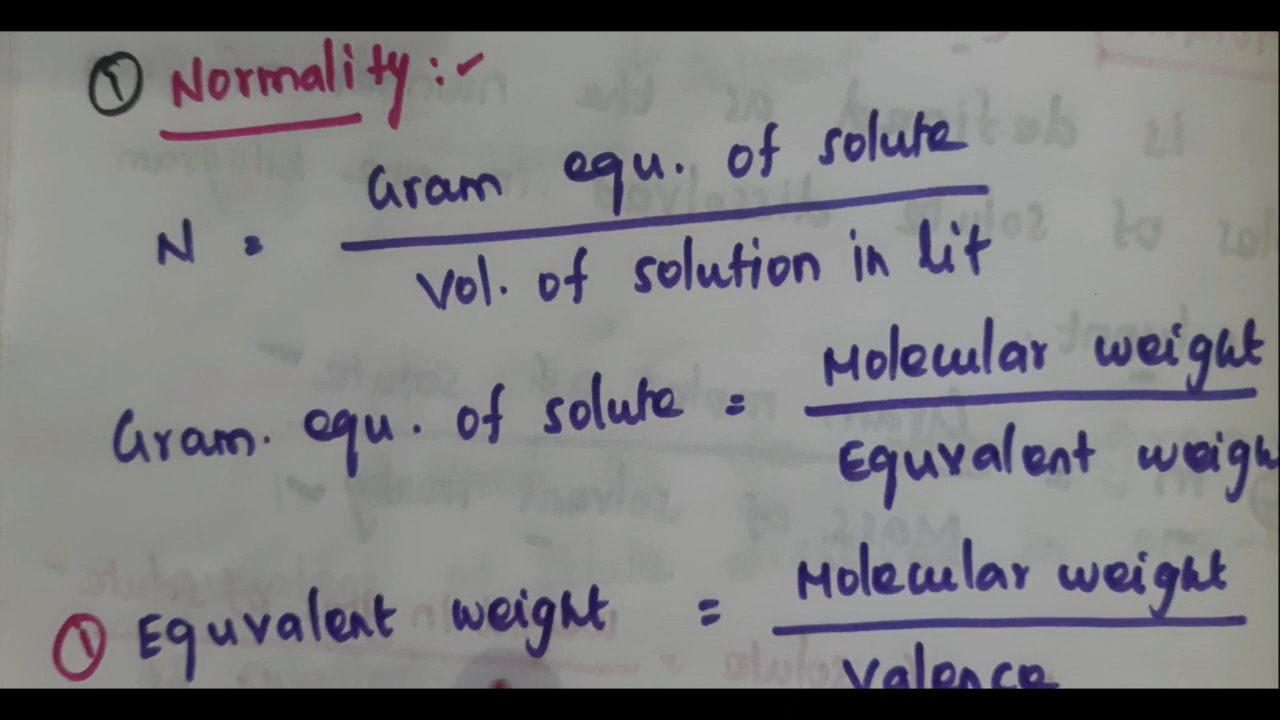 ① Normality :-
Gram equ. of solute
N =
Vol. of solution in lit
Molecular weight
Gram. equ. of solute =
Equvalent weigh
Molecular weight
① Equvalent weight =
Valence